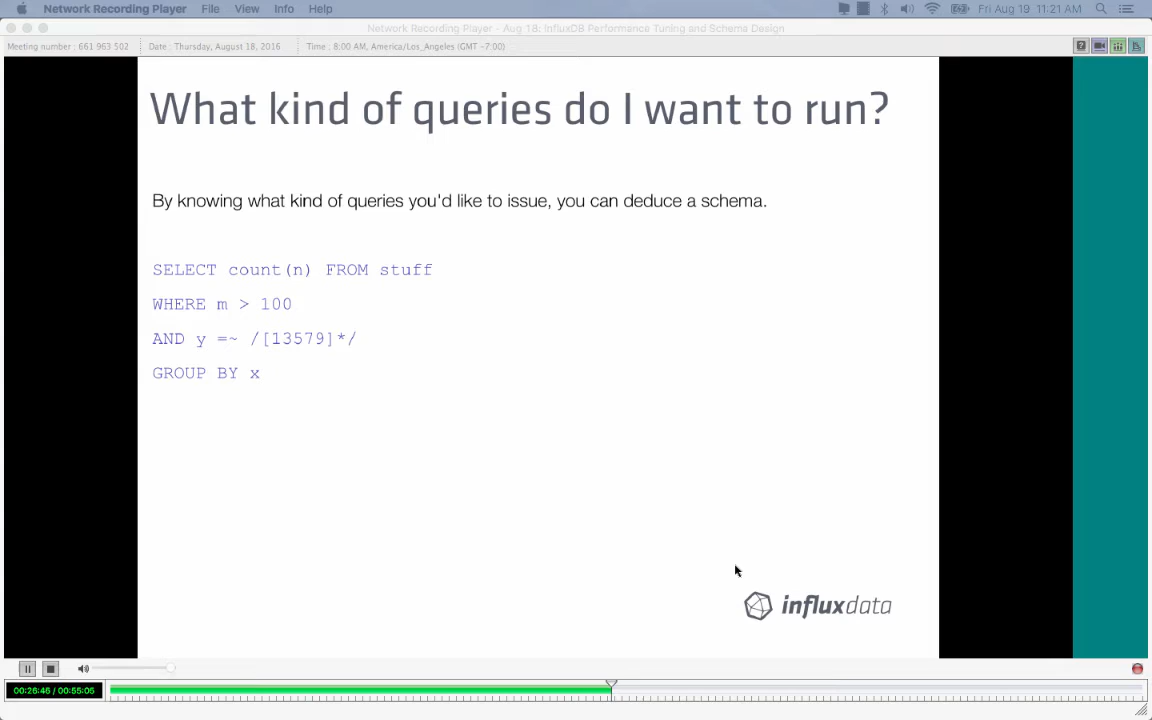 Network Recording Player File View Info Help Fri Aug 19 11:21 AM
Network Recording Player - Aug 18: InfluxDB Performance Tuning and Schema Design
Meeting number : 661 963 502 Date : Thursday, August 18, 2016 Time : 8:00 AM, America/Los_Angeles (GMT -7:00)
What kind of queries do I want to run?
By knowing what kind of queries you'd like to issue, you can deduce a schema.
SELECT count(n) FROM stuff
WHERE m > 100
AND y =~ /[13579]*/
GROUP BY x
influxdata
00:26:46 / 00:55:05